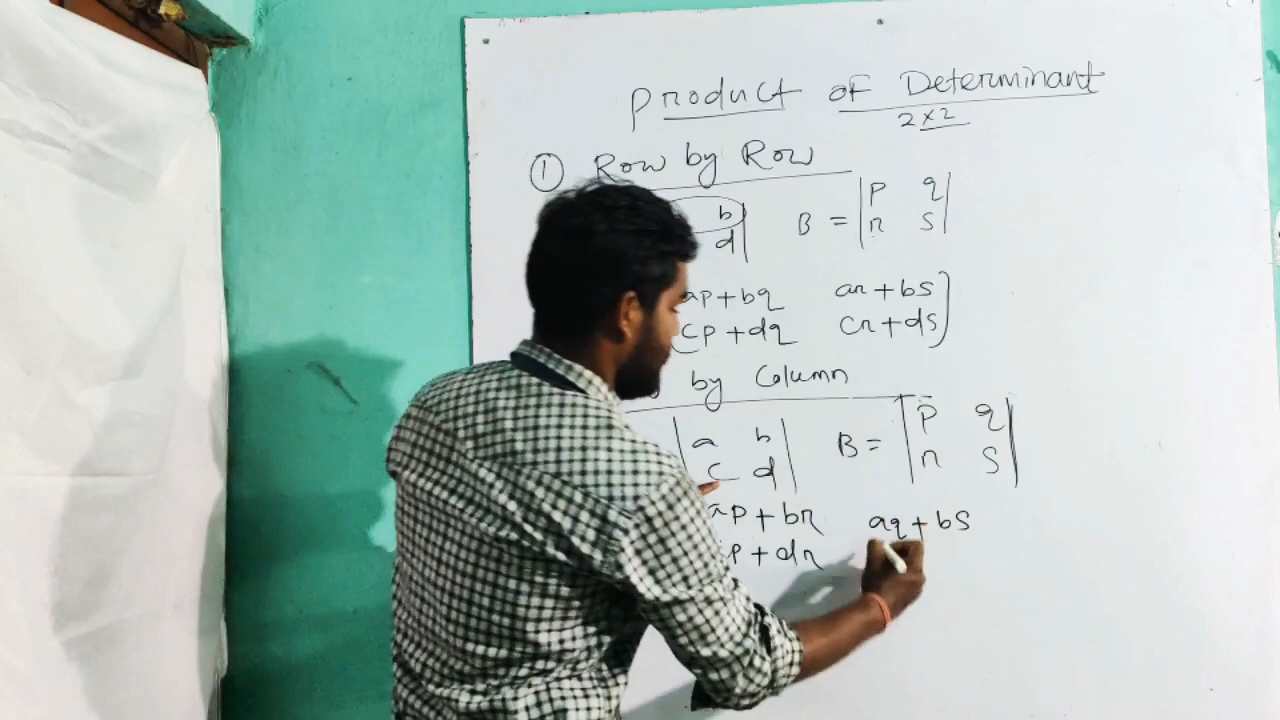 Product of Determinant
2×2
① Row by Row
b B = |p q|
d| |r s|
ap+bq ar+bs
cp+dq cr+ds
by Column
|a b| B = |p q|
|c d| |r s|
ap+br aq+bs
p+dr